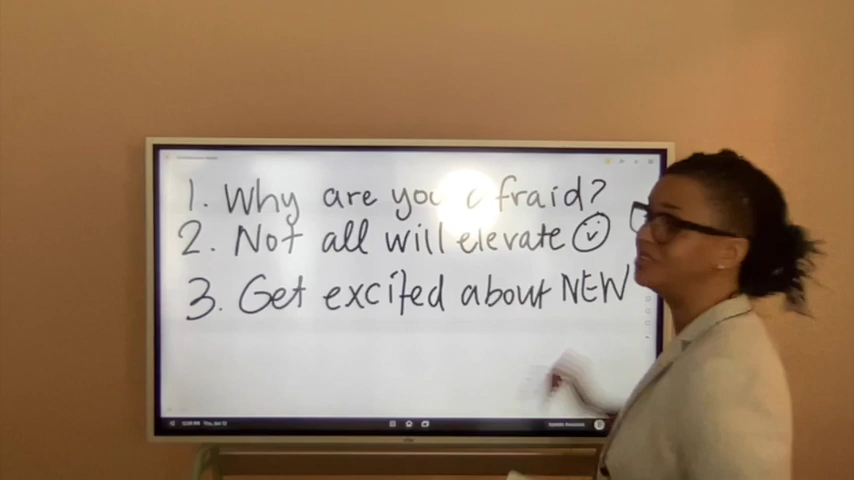 1. Why are you afraid?
2. Not all will elevate
3. Get excited about NEW